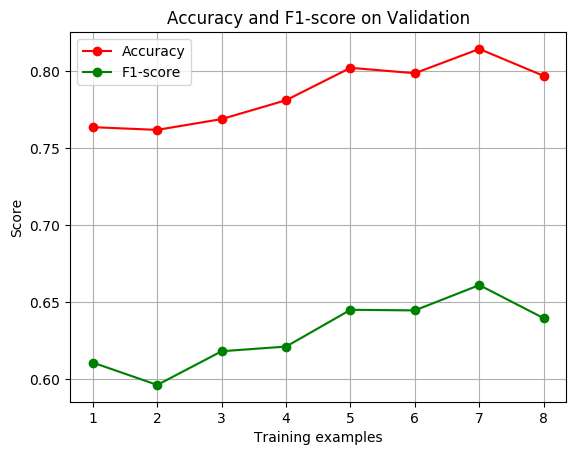 Accuracy and F1-score on Validation
Accuracy
F1-score
0.80
0.75
0.70
0.65
0.60
Score
1 2 3 4 5 6 7 8
Training examples